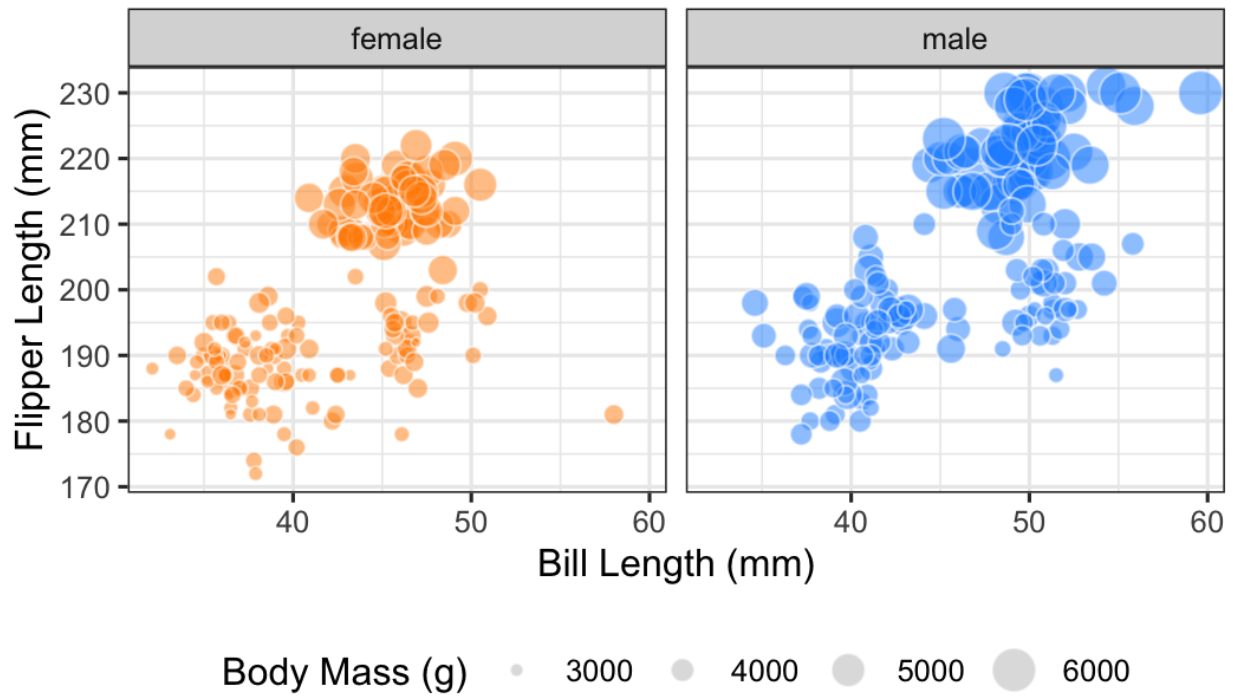 female male
230
220
210
200
190
180
170
40 50 60 40 50 60
Flipper Length (mm)
Bill Length (mm)
Body Mass (g) 3000 4000 5000 6000